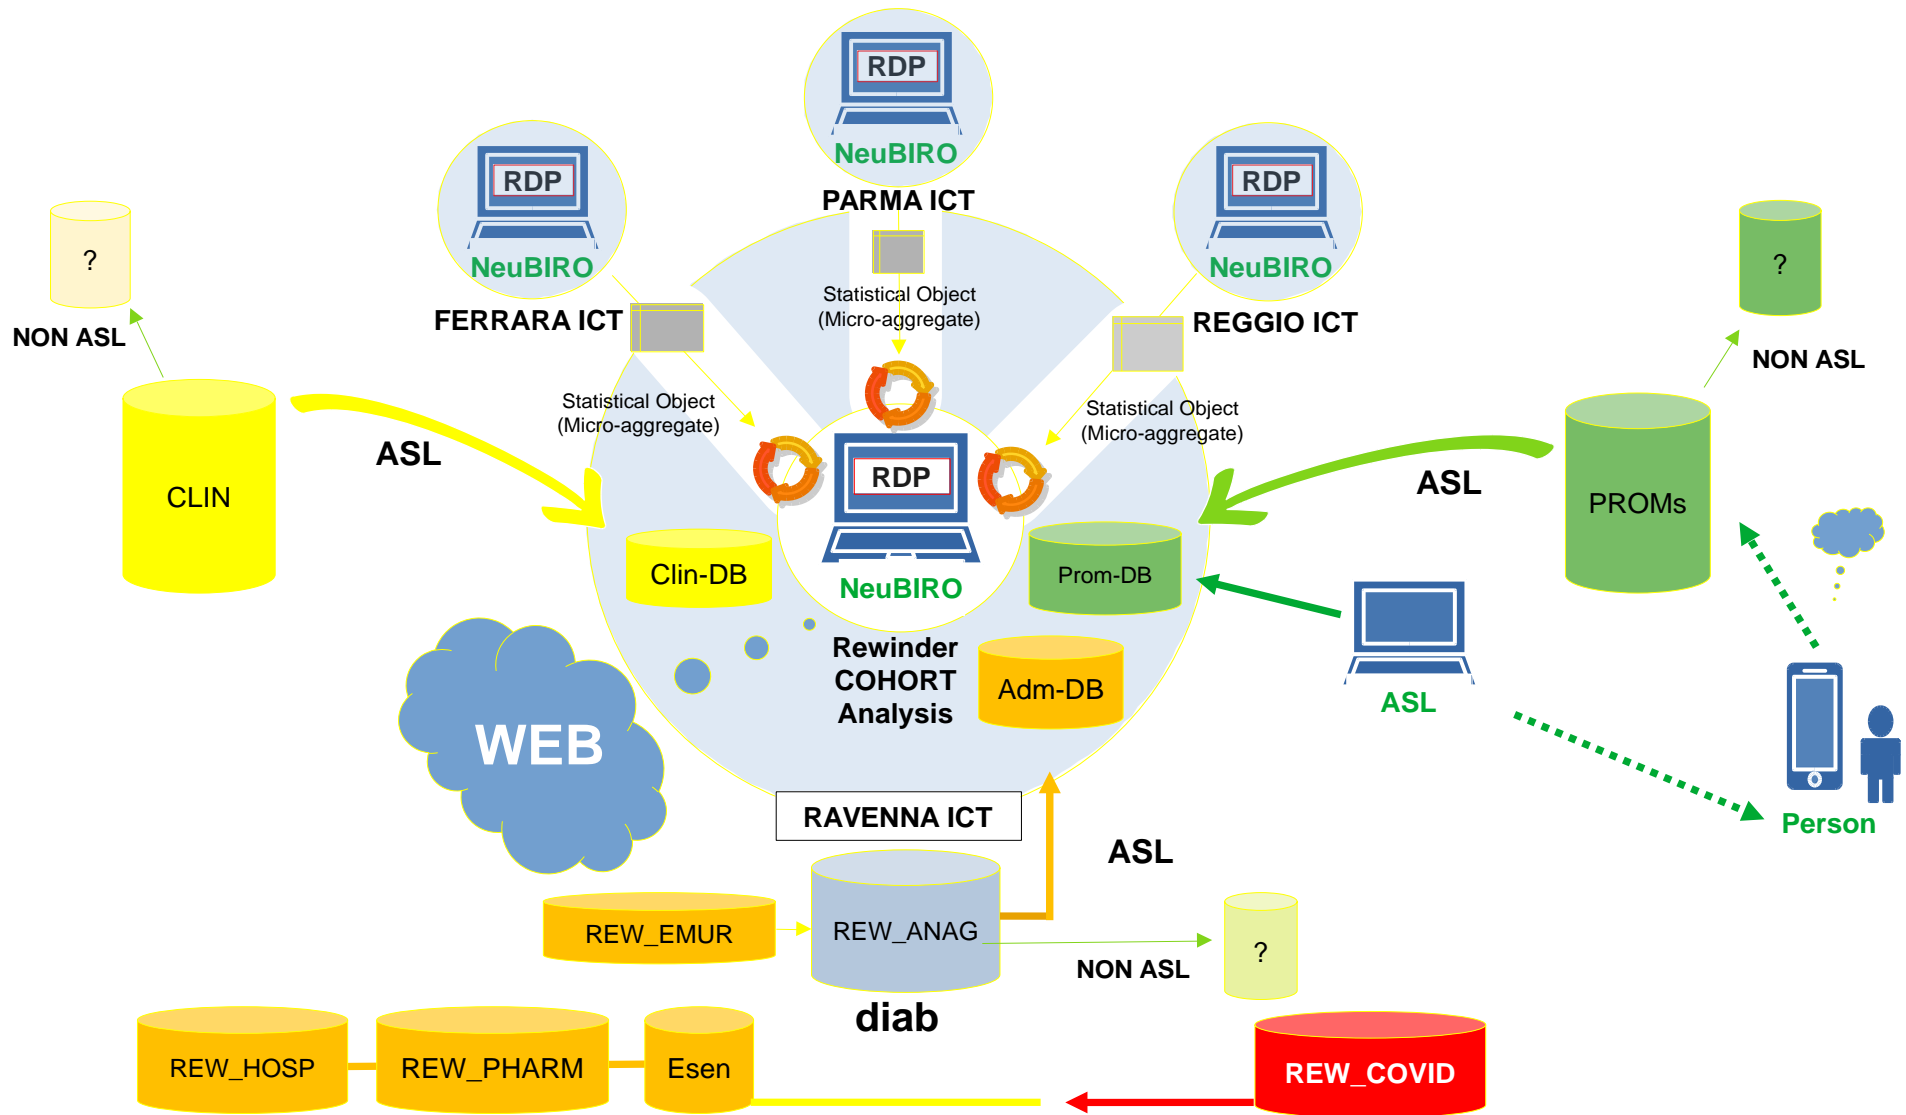 RDP
NeuBIRO
PARMA ICT
RDP
NeuBIRO
FERRARA ICT
RDP
NeuBIRO
REGGIO ICT
?
NON ASL
?
NON ASL
Statistical Object
(Micro-aggregate)
Statistical Object
(Micro-aggregate)
Statistical Object
(Micro-aggregate)
CLIN
ASL
RDP
NeuBIRO
ASL
PROMs
Clin-DB
Prom-DB
Rewinder
COHORT
Analysis
Adm-DB
ASL
WEB
RAVENNA ICT
Person
ASL
REW_EMUR
REW_ANAG
NON ASL
?
diab
REW_HOSP
REW_PHARM
Esen
REW_COVID